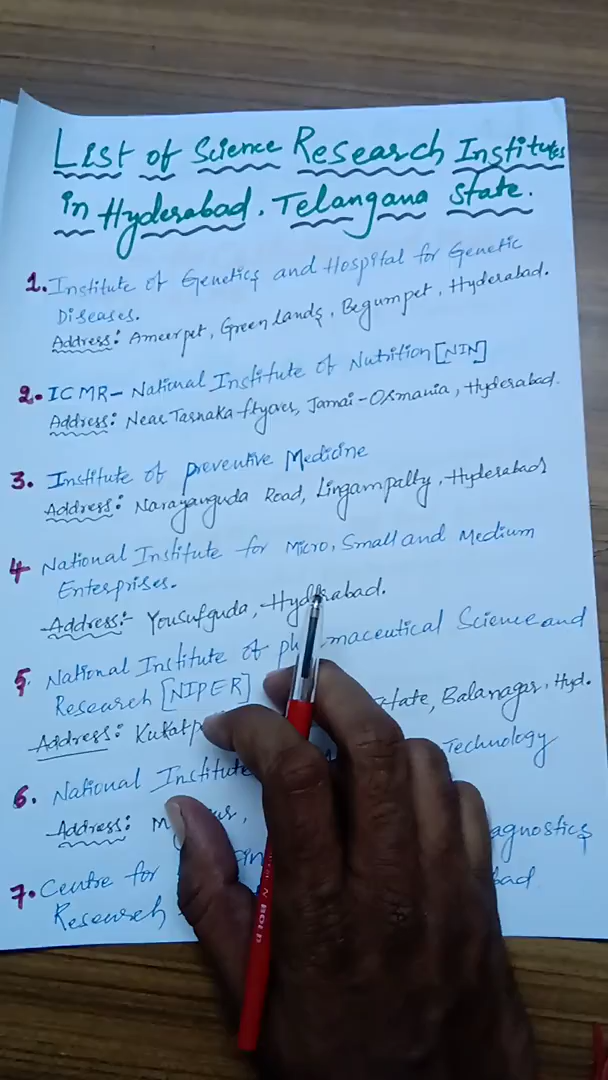 List of Science Research Institutes
in Hyderabad. Telangana State.
1. Institute of Genetics and Hospital for Genetic
Diseases.
Address: Ameerpet, Greenlands, Begumpet, Hyderabad.
2. ICMR- National Institute of Nutrition [NIN]
Address: Near Tarnaka-flyover, Jamai-Osmania, Hyderabad.
3. Institute of preventive Medicine
Address: Narayanguda Road, Lingampally, Hyderabad
4 National Institute for Micro, Small and Medium
Enterprises.
Address:- Yousufguda, Hyderabad.
5. National Institute of Pharmaceutical Science and
Research [NIPER]
Address: Kukatp tate, Balanagar, Hyd.
6. National Institute Technology
Address:
7. Centre for agnostics
Research bad
BOLD